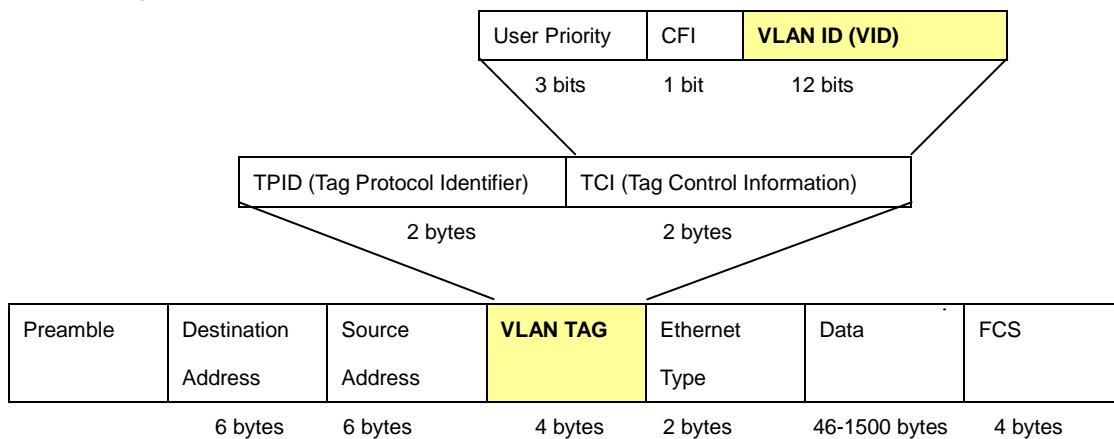 User Priority CFI VLAN ID (VID)
3 bits 1 bit 12 bits
TPID (Tag Protocol Identifier) TCI (Tag Control Information)
2 bytes 2 bytes
Preamble Destination Source VLAN TAG Ethernet Data FCS
Address Address Type
6 bytes 6 bytes 4 bytes 2 bytes 46-1500 bytes 4 bytes